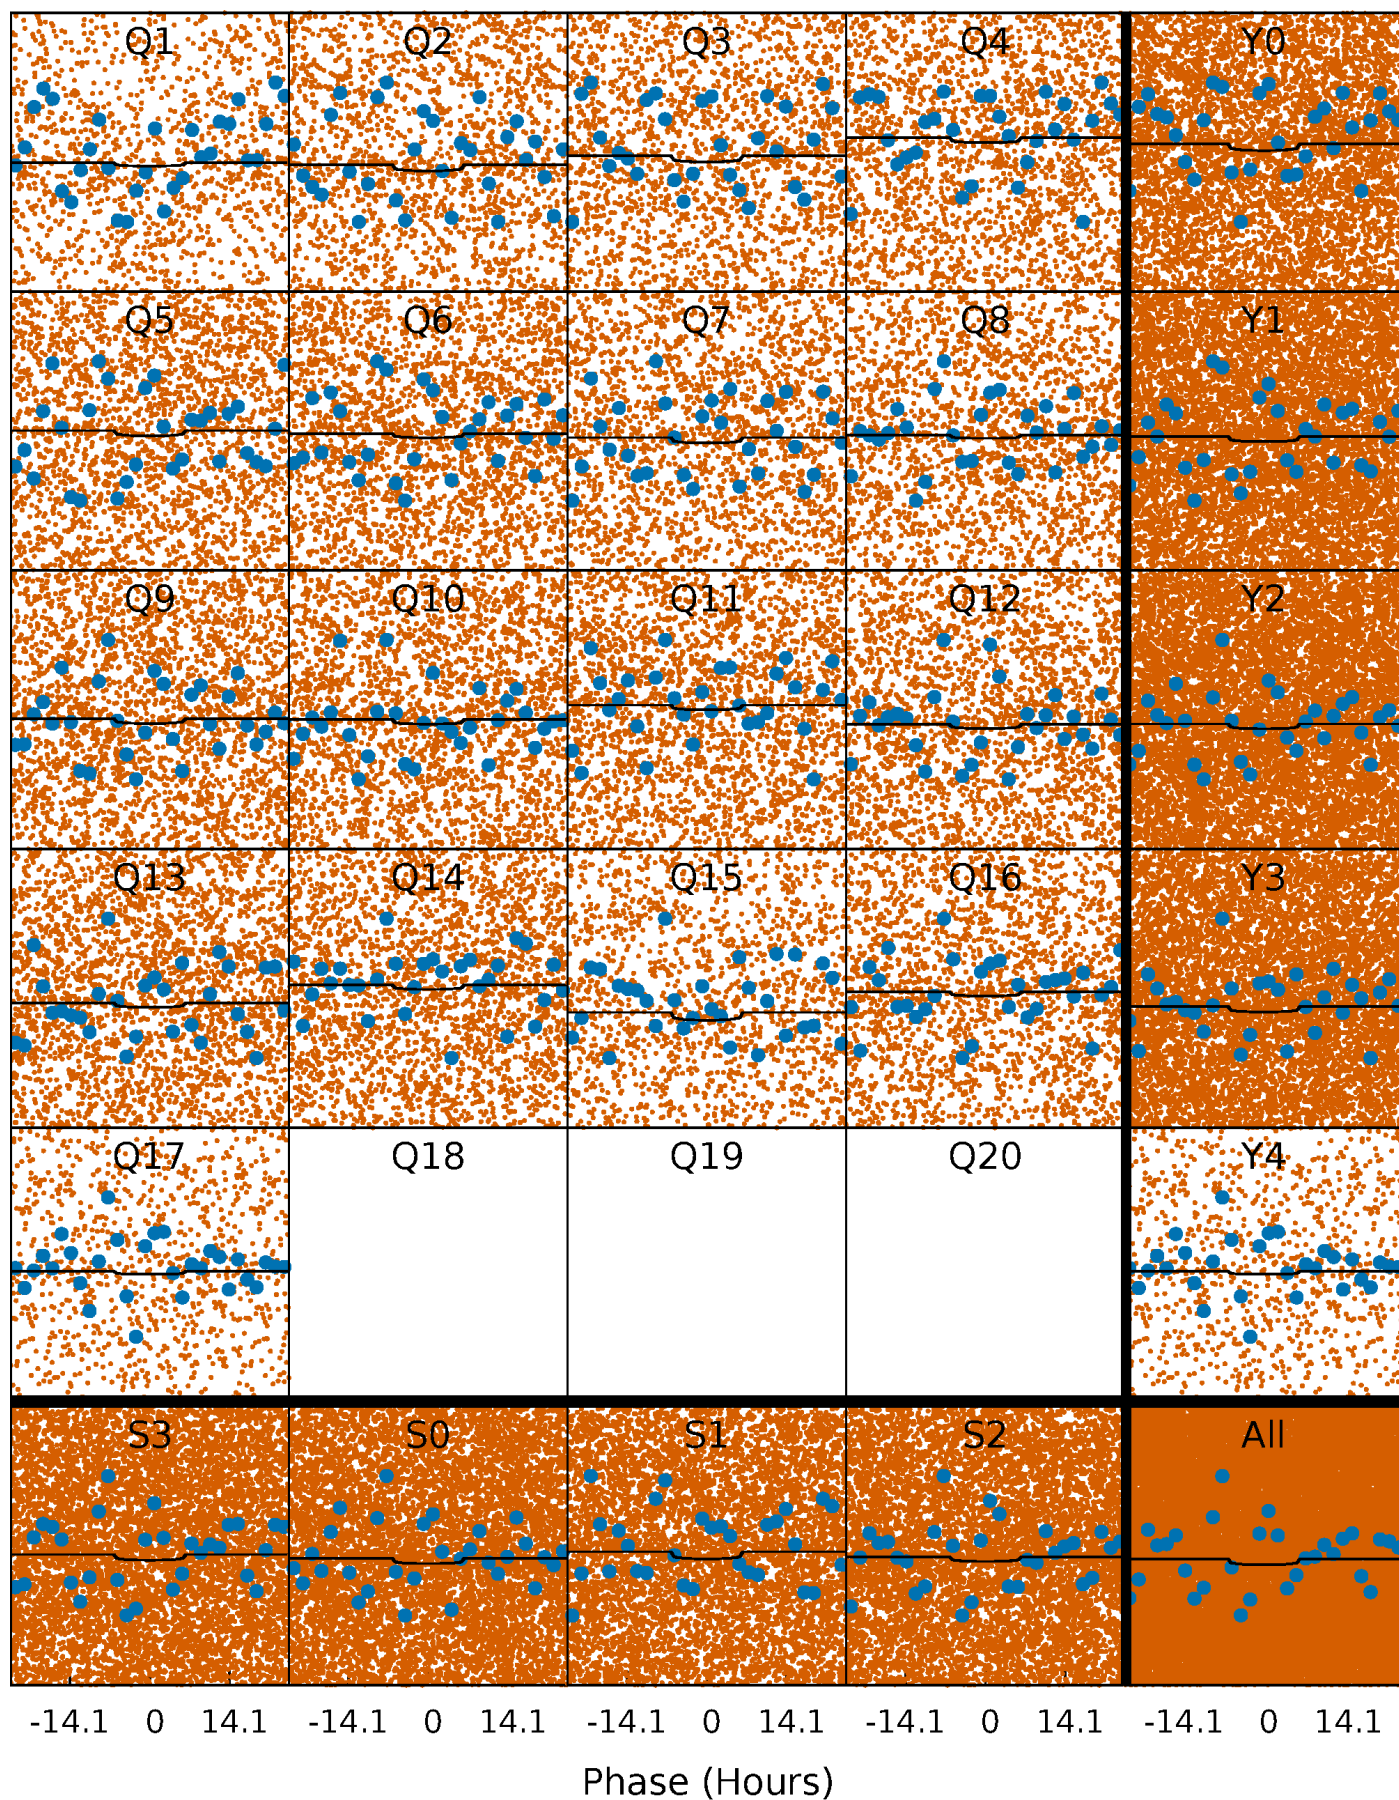 Q1 Q2 Q3 Q4 Y0
Q5 Q6 Q7 Q8 Y1
Q9 Q10 Q11 Q12 Y2
Q13 Q14 Q15 Q16 Y3
Q17 Q18 Q19 Q20 Y4
S3 S0 S1 S2 All
-14.1 0 14.1 -14.1 0 14.1 -14.1 0 14.1 -14.1 0 14.1 -14.1 0 14.1
Phase (Hours)